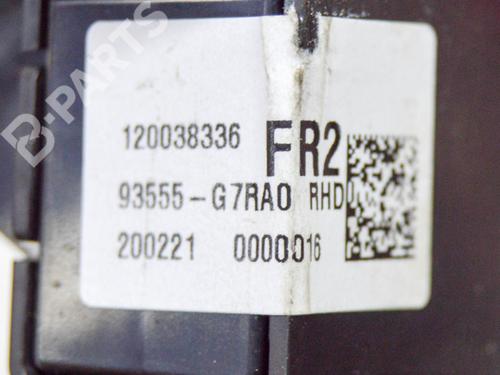 B-PARTS
120038336 FR2
93555-G7RA0 RHD
200221 0000016